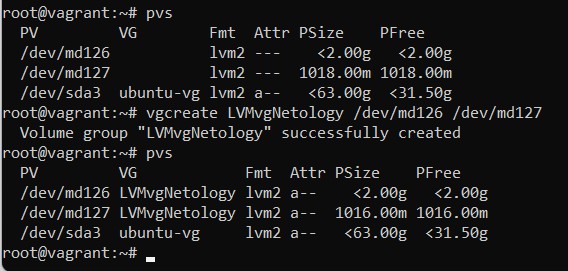 root@vagrant:~# pvs
  PV         VG        Fmt  Attr PSize    PFree
  /dev/md126           lvm2 ---    <2.00g   <2.00g
  /dev/md127           lvm2 ---  1018.00m 1018.00m
  /dev/sda3  ubuntu-vg lvm2 a--   <63.00g  <31.50g
root@vagrant:~# vgcreate LVMvgNetology /dev/md126 /dev/md127
  Volume group "LVMvgNetology" successfully created
root@vagrant:~# pvs
  PV         VG            Fmt  Attr PSize    PFree
  /dev/md126 LVMvgNetology lvm2 a--    <2.00g   <2.00g
  /dev/md127 LVMvgNetology lvm2 a--  1016.00m 1016.00m
  /dev/sda3  ubuntu-vg     lvm2 a--   <63.00g  <31.50g
root@vagrant:~#